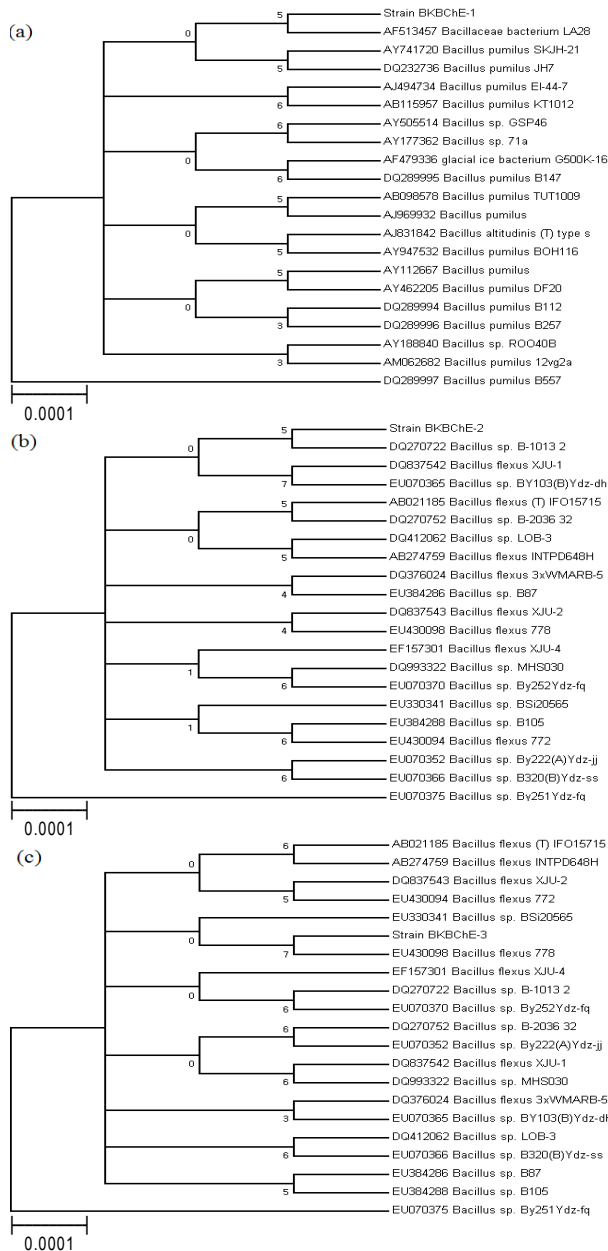 (a)
5
Strain BKBChE-1
0
AF513457 Bacillaceae bacterium LA28
AY741720 Bacillus pumilus SKJH-21
5
DQ232736 Bacillus pumilus JH7
AJ494734 Bacillus pumilus EI-44-7
6
AB115957 Bacillus pumilus KT1012
6
AY505514 Bacillus sp. GSP46
AY177362 Bacillus sp. 71a
0
AF479336 glacial ice bacterium G500K-16
6
DQ289995 Bacillus pumilus B147
5
AB098578 Bacillus pumilus TUT1009
AJ969932 Bacillus pumilus
0
AJ831842 Bacillus altitudinis (T) type s
5
AY947532 Bacillus pumilus BOH116
5
AY112667 Bacillus pumilus
AY462205 Bacillus pumilus DF20
0
DQ289994 Bacillus pumilus B112
3
DQ289996 Bacillus pumilus B257
AY188840 Bacillus sp. ROO40B
3
AM062682 Bacillus pumilus 12vg2a
DQ289997 Bacillus pumilus B557
0.0001
(b)
5
Strain BKBChE-2
0
DQ270722 Bacillus sp. B-1013 2
DQ837542 Bacillus flexus XJU-1
7
EU070365 Bacillus sp. BY103(B)Ydz-dh
5
AB021185 Bacillus flexus (T) IFO15715
DQ270752 Bacillus sp. B-2036 32
0
DQ412062 Bacillus sp. LOB-3
5
AB274759 Bacillus flexus INTPD648H
DQ376024 Bacillus flexus 3xWMARB-5
4
EU384286 Bacillus sp. B87
DQ837543 Bacillus flexus XJU-2
4
EU430098 Bacillus flexus 778
EF157301 Bacillus flexus XJU-4
1
DQ993322 Bacillus sp. MHS030
6
EU070370 Bacillus sp. By252Ydz-fq
EU330341 Bacillus sp. BSi20565
1
EU384288 Bacillus sp. B105
6
EU430094 Bacillus flexus 772
EU070352 Bacillus sp. By222(A)Ydz-jj
6
EU070366 Bacillus sp. B320(B)Ydz-ss
EU070375 Bacillus sp. By251Ydz-fq
0.0001
(c)
6
AB021185 Bacillus flexus (T) IFO15715
0
AB274759 Bacillus flexus INTPD648H
DQ837543 Bacillus flexus XJU-2
5
EU430094 Bacillus flexus 772
EU330341 Bacillus sp. BSi20565
0
Strain BKBChE-3
7
EU430098 Bacillus flexus 778
EF157301 Bacillus flexus XJU-4
0
DQ270722 Bacillus sp. B-1013 2
6
EU070370 Bacillus sp. By252Ydz-fq
6
DQ270752 Bacillus sp. B-2036 32
EU070352 Bacillus sp. By222(A)Ydz-jj
0
DQ837542 Bacillus flexus XJU-1
6
DQ993322 Bacillus sp. MHS030
DQ376024 Bacillus flexus 3xWMARB-5
3
EU070365 Bacillus sp. BY103(B)Ydz-dh
DQ412062 Bacillus sp. LOB-3
6
EU070366 Bacillus sp. B320(B)Ydz-ss
EU384286 Bacillus sp. B87
5
EU384288 Bacillus sp. B105
EU070375 Bacillus sp. By251Ydz-fq
0.0001